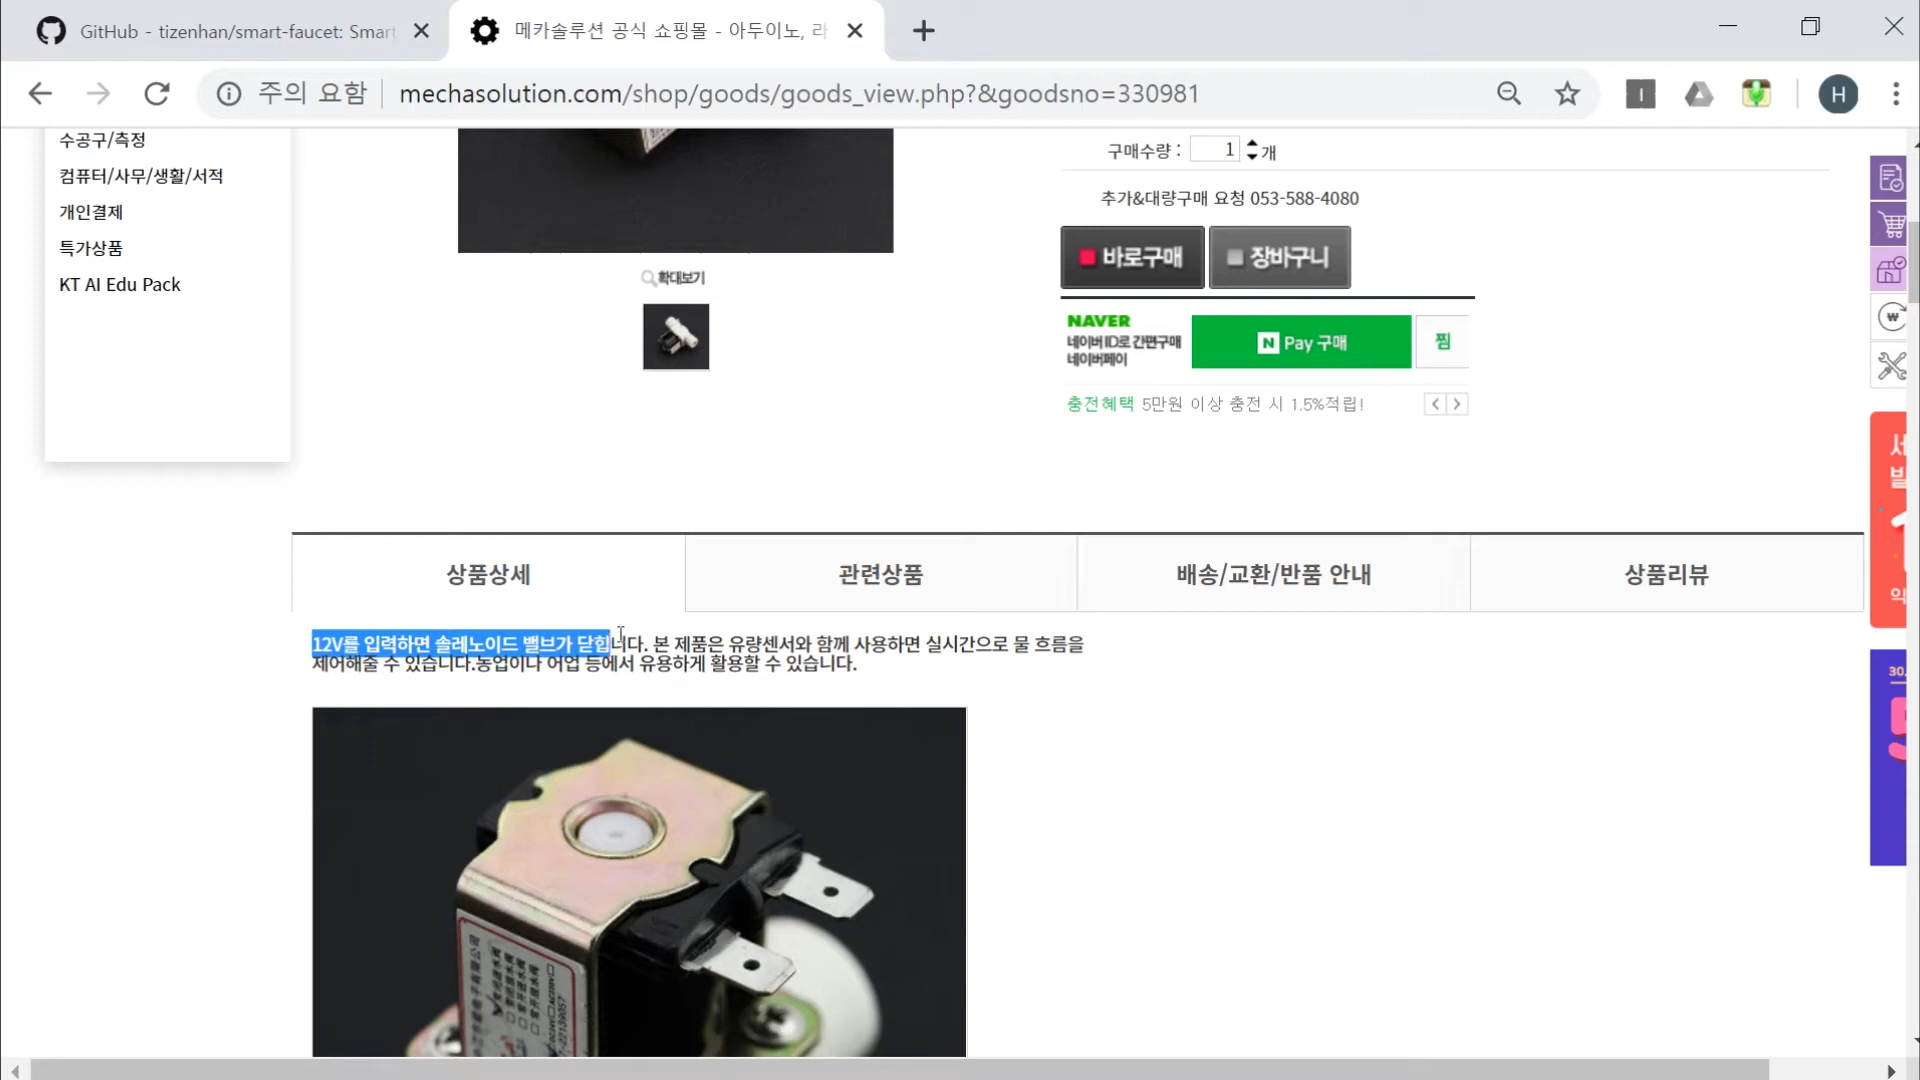 GitHub - tizenhan/smart-faucet: Smart
메카솔루션 공식 쇼핑몰 - 아두이노, 라
주의 요함
mechasolution.com/shop/goods/goods_view.php?&goodsno=330981
H
수공구/측정
컴퓨터/사무/생활/서적
개인결제
특가상품
KT AI Edu Pack
확대보기
구매수량 : 1 개
추가&대량구매 요청 053-588-4080
바로구매
장바구니
NAVER
네이버 ID로 간편구매
네이버페이
N Pay 구매
찜
충전혜택 5만원 이상 충전 시 1.5%적립!
상품상세
관련상품
배송/교환/반품 안내
상품리뷰
12V를 입력하면 솔레노이드 밸브가 닫힙니다. 본 제품은 유량센서와 함께 사용하면 실시간으로 물 흐름을
제어해줄 수 있습니다.농업이나 어업 등에서 유용하게 활용할 수 있습니다.
30,